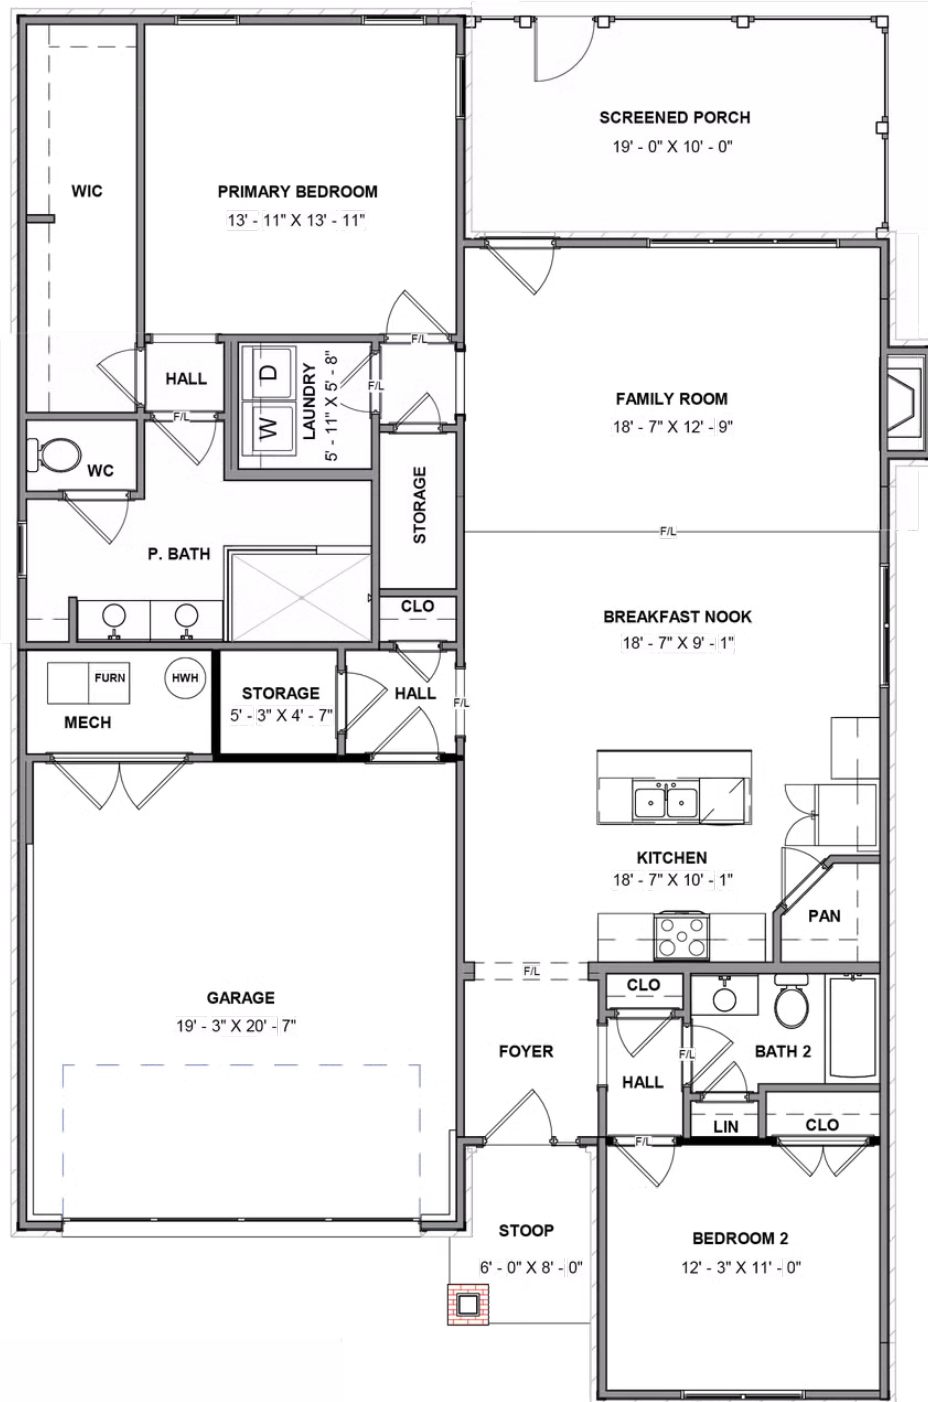 SCREENED PORCH
19' - 0" X 10' - 0"
WIC
PRIMARY BEDROOM
13' - 11" X 13' - 11"
F/L
HALL
D
W
LAUNDRY
5' - 11" X 5' - 8"
F/L
F/L
FAMILY ROOM
18' - 7" X 12' - 9"
WC
STORAGE
F/L
P. BATH
CLO
BREAKFAST NOOK
18' - 7" X 9' - 1"
FURN
HWH
MECH
STORAGE
5' - 3" X 4' - 7"
HALL
F/L
KITCHEN
18' - 7" X 10' - 1"
PAN
F/L
CLO
GARAGE
19' - 3" X 20' - 7"
FOYER
F/L
BATH 2
HALL
LIN
CLO
F/L
STOOP
6' - 0" X 8' - 0"
BEDROOM 2
12' - 3" X 11' - 0"